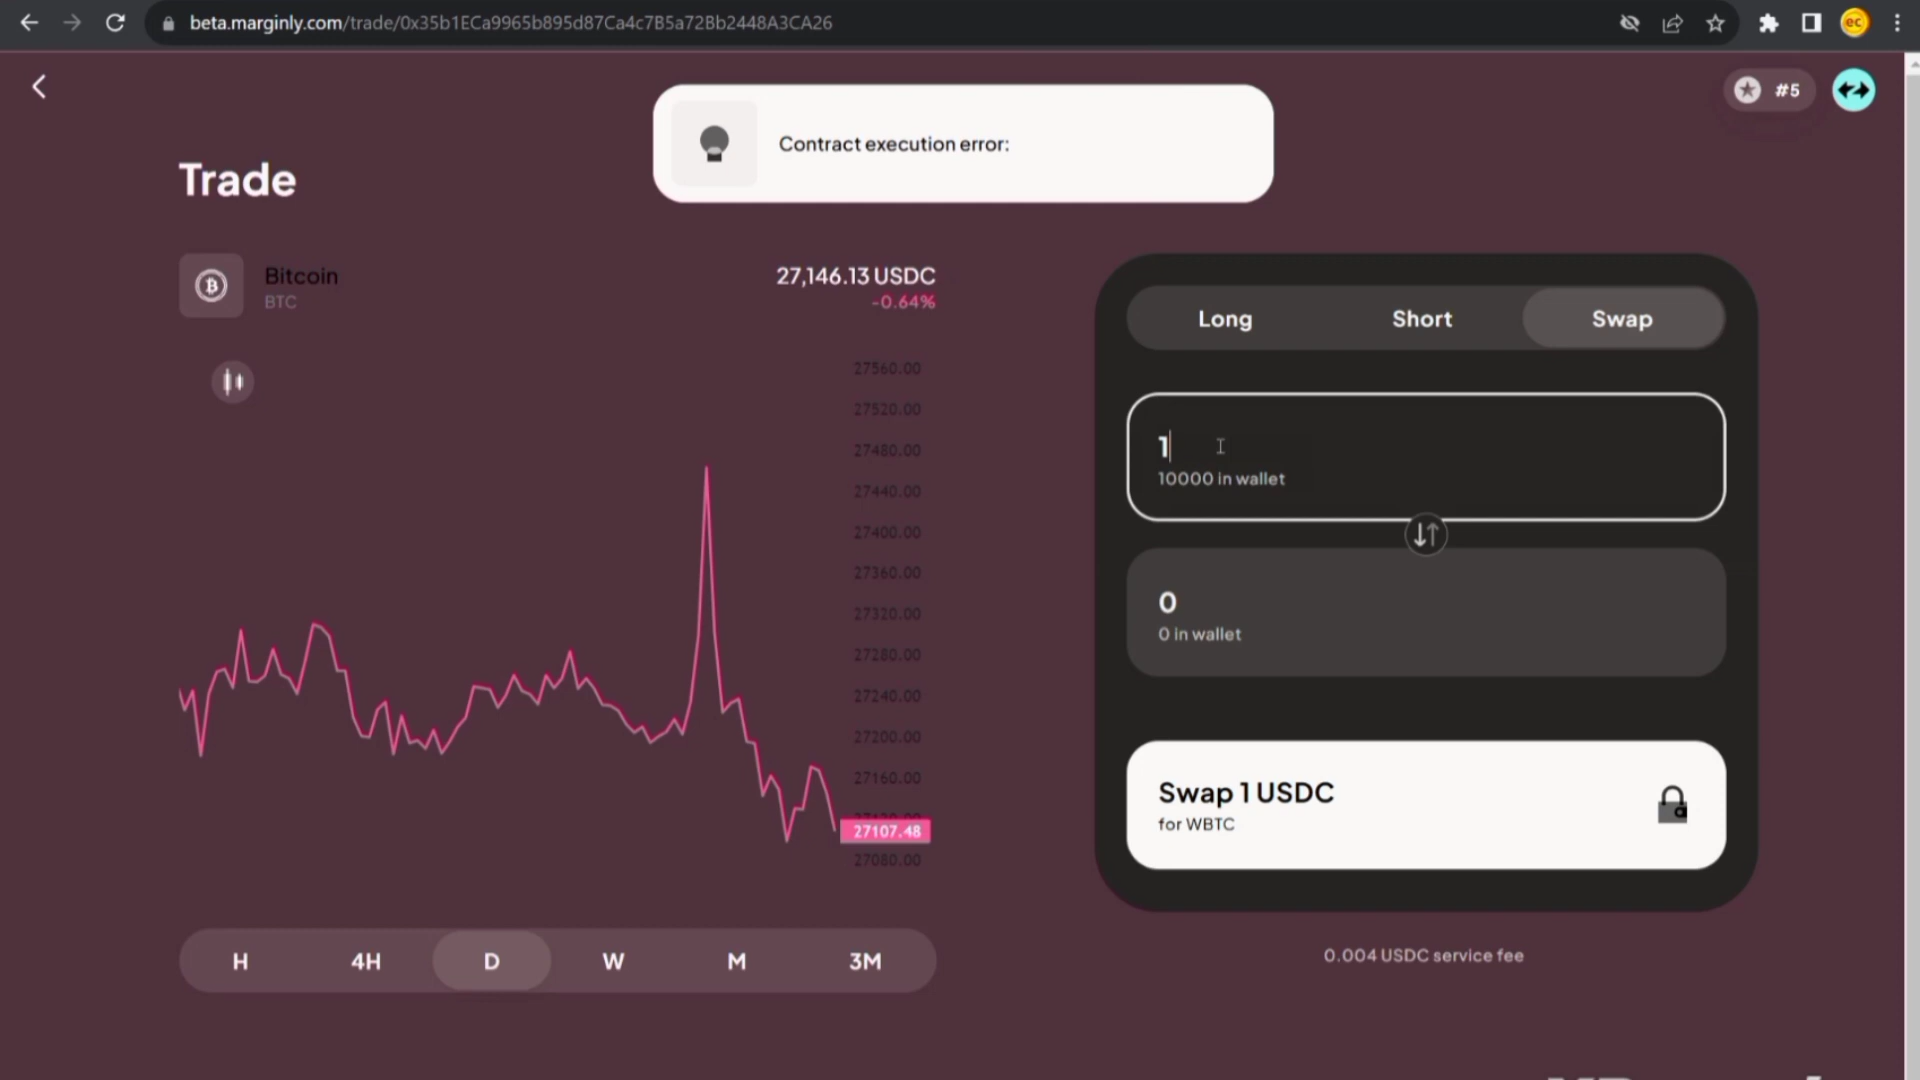 beta.marginly.com/trade/0x35b1ECa9965b895d87Ca4c7B5a72Bb2448A3CA26
ec
#5
Contract execution error:
Trade
Bitcoin
BTC
27,146.13 USDC
-0.64%
27560.00
27520.00
27480.00
27440.00
27400.00
27360.00
27320.00
27280.00
27240.00
27200.00
27160.00
27107.48
27080.00
H 4H D W M 3M
Long Short Swap
1
10000 in wallet
0
0 in wallet
Swap 1 USDC
for WBTC
0.004 USDC service fee